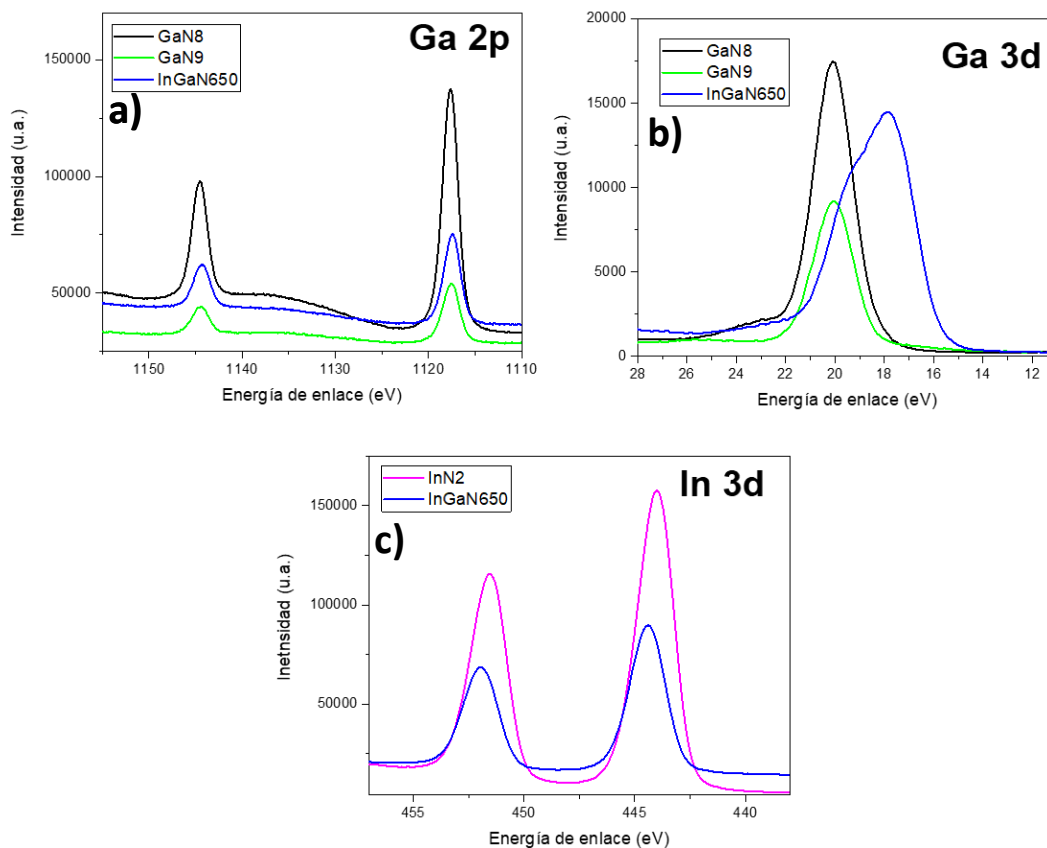 GaN8
GaN9
InGaN650
Ga 2p
a)
150000
100000
50000
Intensidad (u.a.)
1150
1140
1130
1120
1110
Energía de enlace (eV)
GaN8
GaN9
InGaN650
Ga 3d
b)
20000
15000
10000
5000
0
Intensidad (u.a.)
28
26
24
22
20
18
16
14
12
Energía de enlace (eV)
InN2
InGaN650
In 3d
c)
150000
100000
50000
Inetnsidad (u.a.)
455
450
445
440
Energía de enlace (eV)